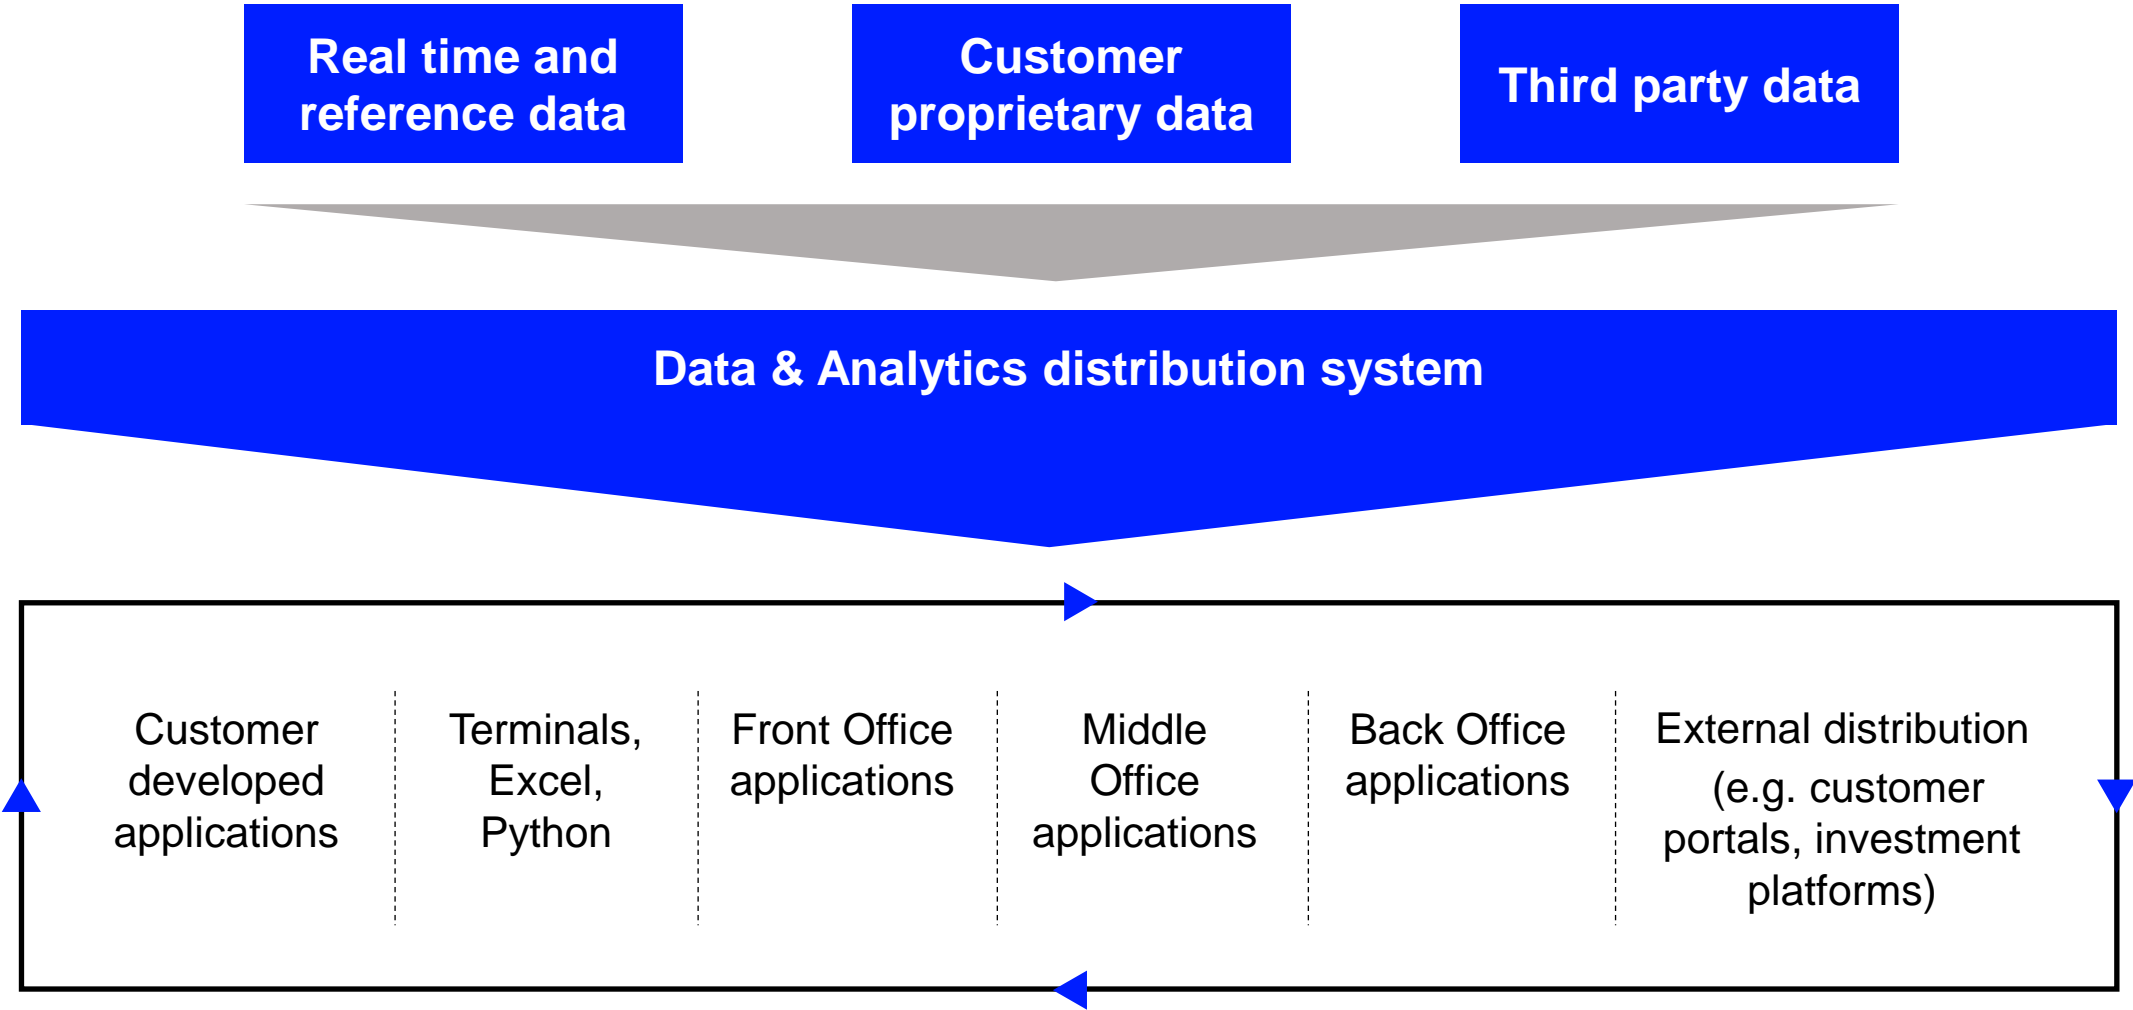 Real time and
reference data
Customer
proprietary data
Third party data
Data & Analytics distribution system
Customer
developed
applications
Terminals,
Excel,
Python
Front Office
applications
Middle
Office
applications
Back Office
applications
External distribution
(e.g. customer
portals, investment
platforms)